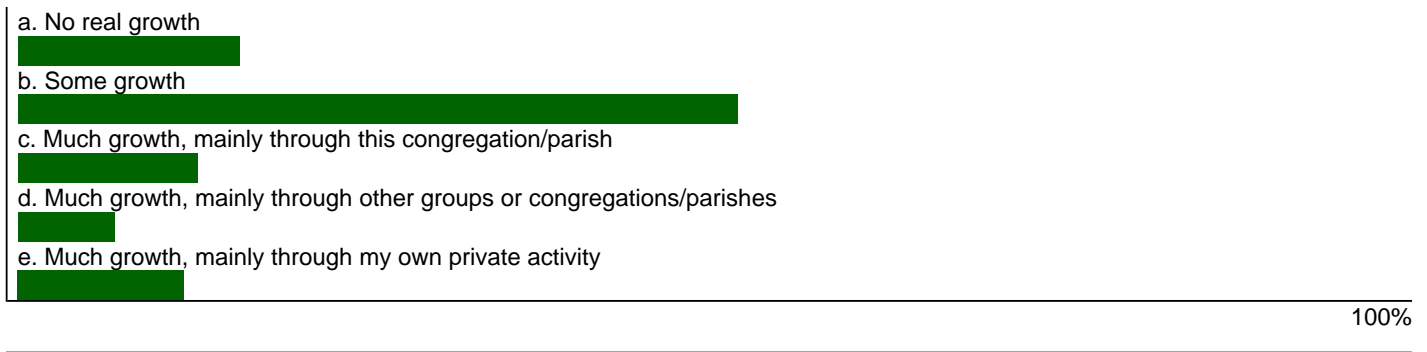 a. No real growth
b. Some growth
c. Much growth, mainly through this congregation/parish
d. Much growth, mainly through other groups or congregations/parishes
e. Much growth, mainly through my own private activity
100%